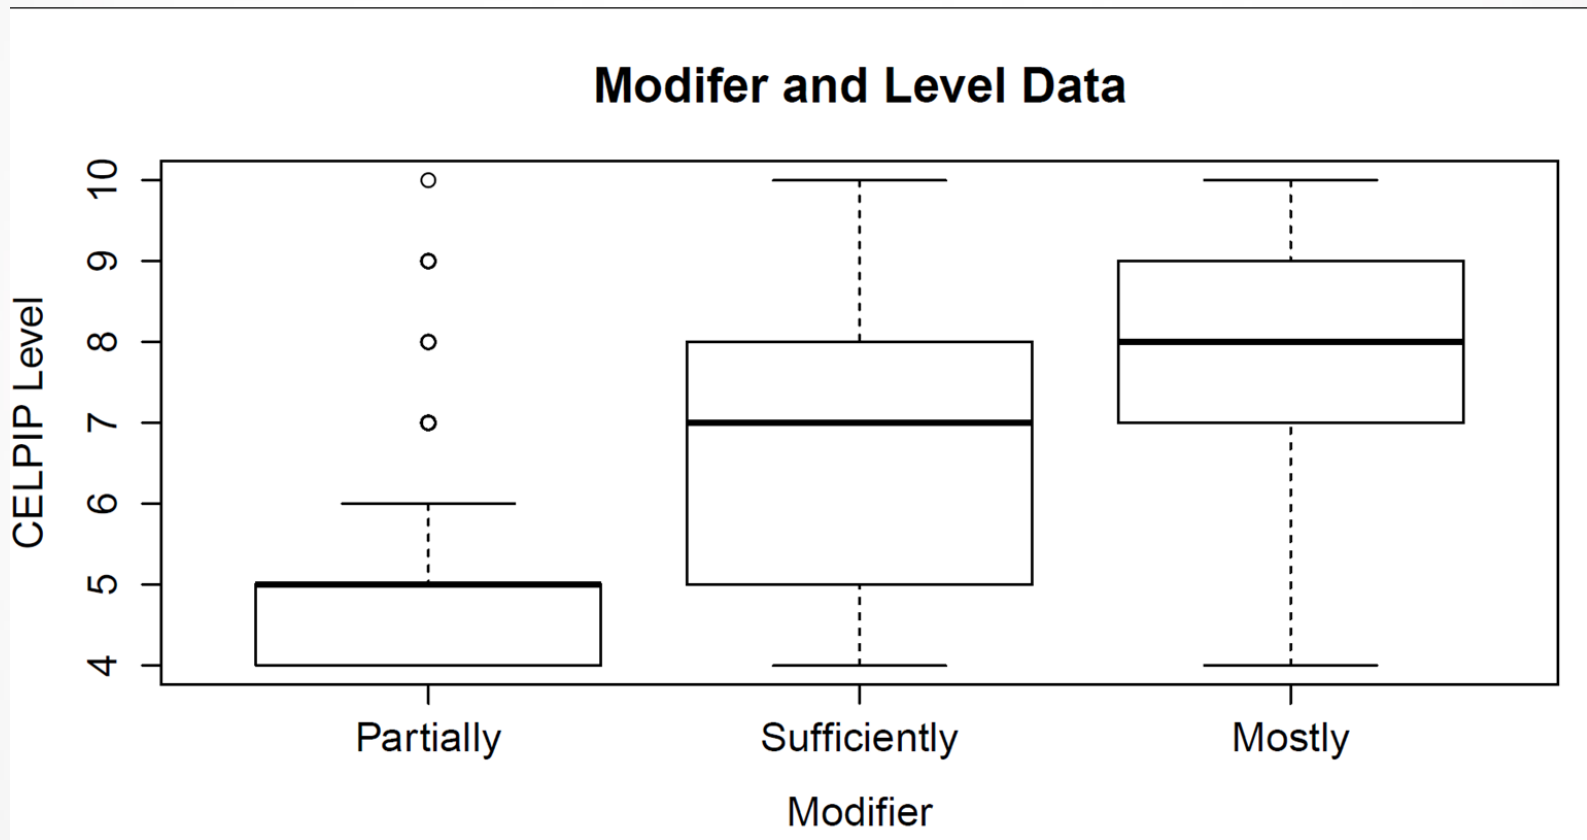 Modifer and Level Data
CELPIP Level
10
9
8
7
6
5
4
Partially
Sufficiently
Mostly
Modifier